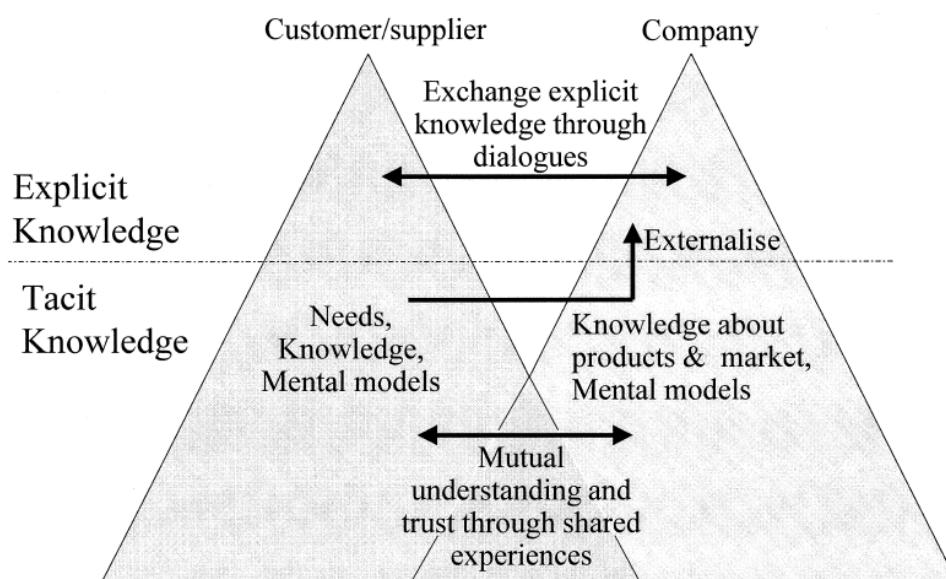 Customer/supplier
Company
Exchange explicit
knowledge through
dialogues
Explicit
Knowledge
Externalise
Tacit
Knowledge
Needs,
Knowledge,
Mental models
Knowledge about
products & market,
Mental models
Mutual
understanding and
trust through shared
experiences